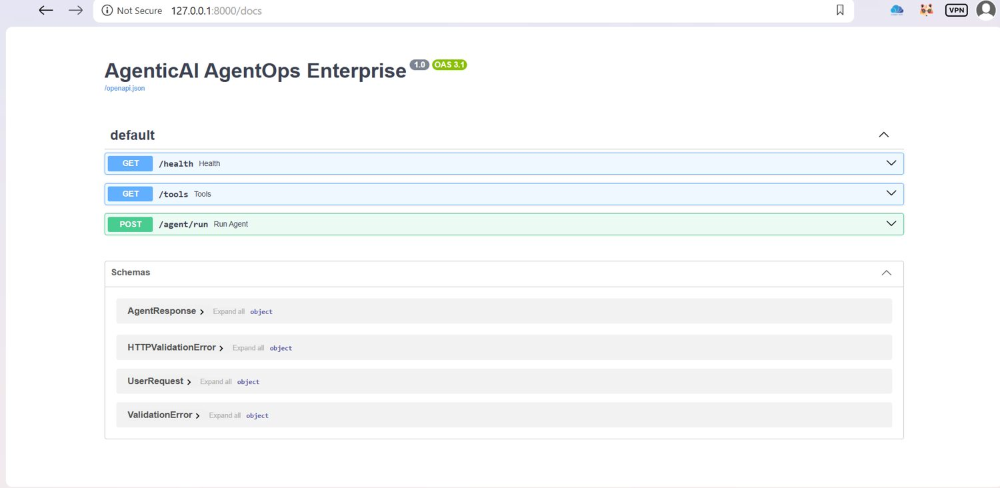 Not Secure 127.0.0.1:8000/docs VPN
AgenticAI AgentOps Enterprise 1.0 OAS 3.1
/openapi.json
default
GET /health Health
GET /tools Tools
POST /agent/run Run Agent
Schemas
AgentResponse Expand all object
HTTPValidationError Expand all object
UserRequest Expand all object
ValidationError Expand all object